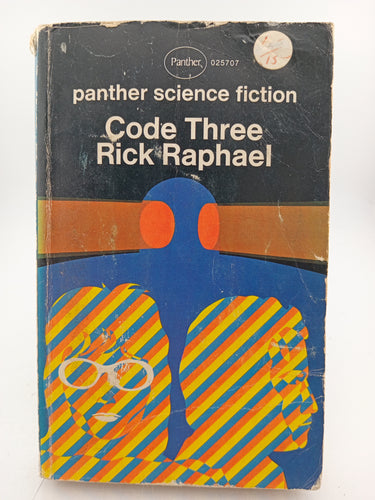 Panther 025707
panther science fiction
Code Three
Rick Raphael